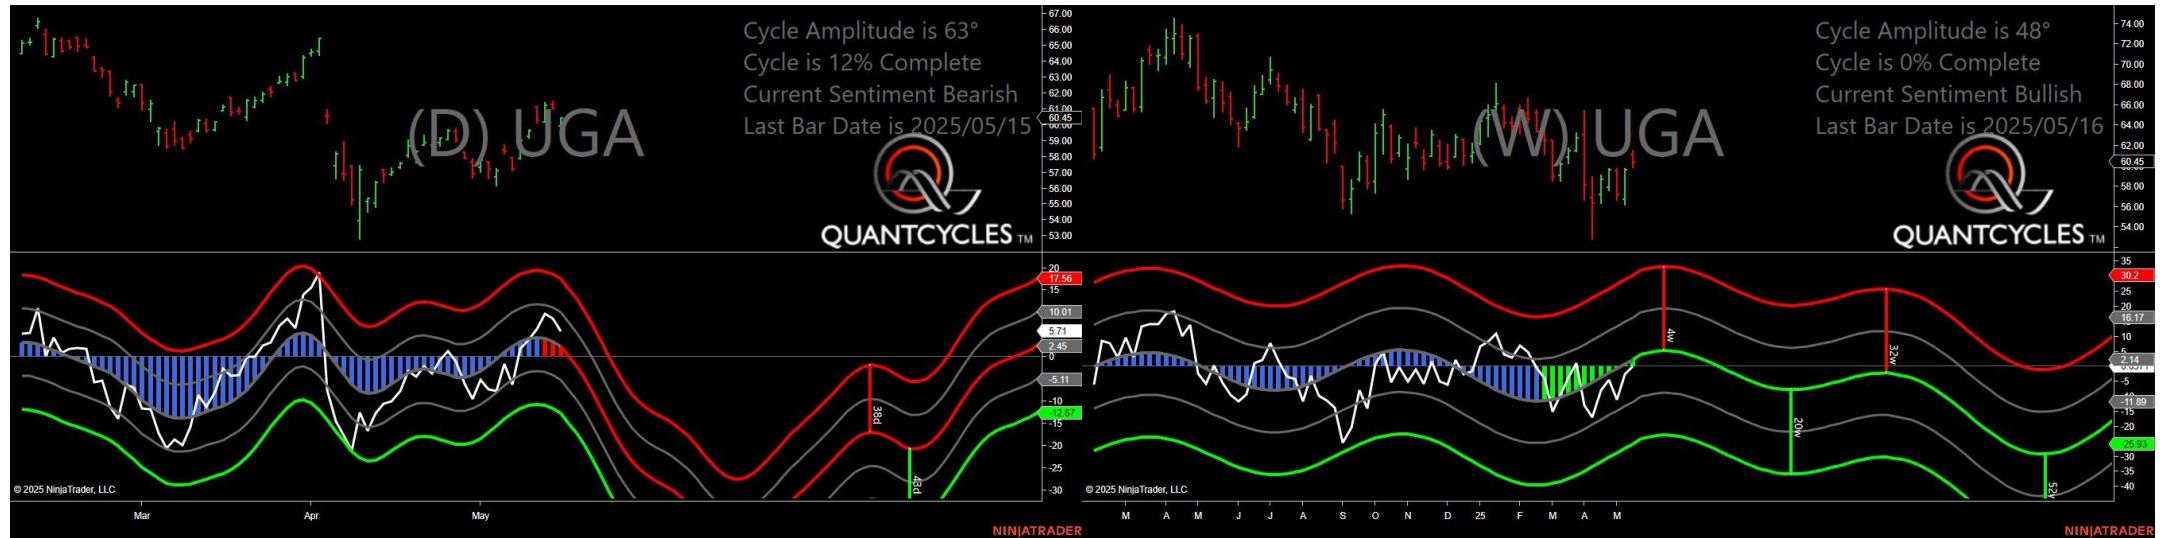 Cycle Amplitude is 63°
Cycle is 12% Complete
Current Sentiment Bearish
Last Bar Date is 2025/05/15
(D) UGA
QUANTCYCLES TM
67.00
66.00
65.00
64.00
63.00
62.00
61.00
60.45
59.00
58.00
57.00
56.00
55.00
54.00
53.00
20
17.56
15
10.01
5.71
2.45
0
-5.11
-10
-12.67
-15
-20
-25
-30
38d
43d
© 2025 NinjaTrader, LLC
Mar Apr May
NINJATRADER
Cycle Amplitude is 48°
Cycle is 0% Complete
Current Sentiment Bullish
Last Bar Date is 2025/05/16
(W) UGA
QUANTCYCLES TM
74.00
72.00
70.00
68.00
66.00
64.00
62.00
60.45
58.00
56.00
54.00
35
30.2
25
20
16.17
10
5
2.14
-5
-11.89
-15
-20
-25.93
-30
-35
-40
4w
20w
32w
52w
© 2025 NinjaTrader, LLC
M A M J J A S O N D 25 F M A M
NINJATRADER